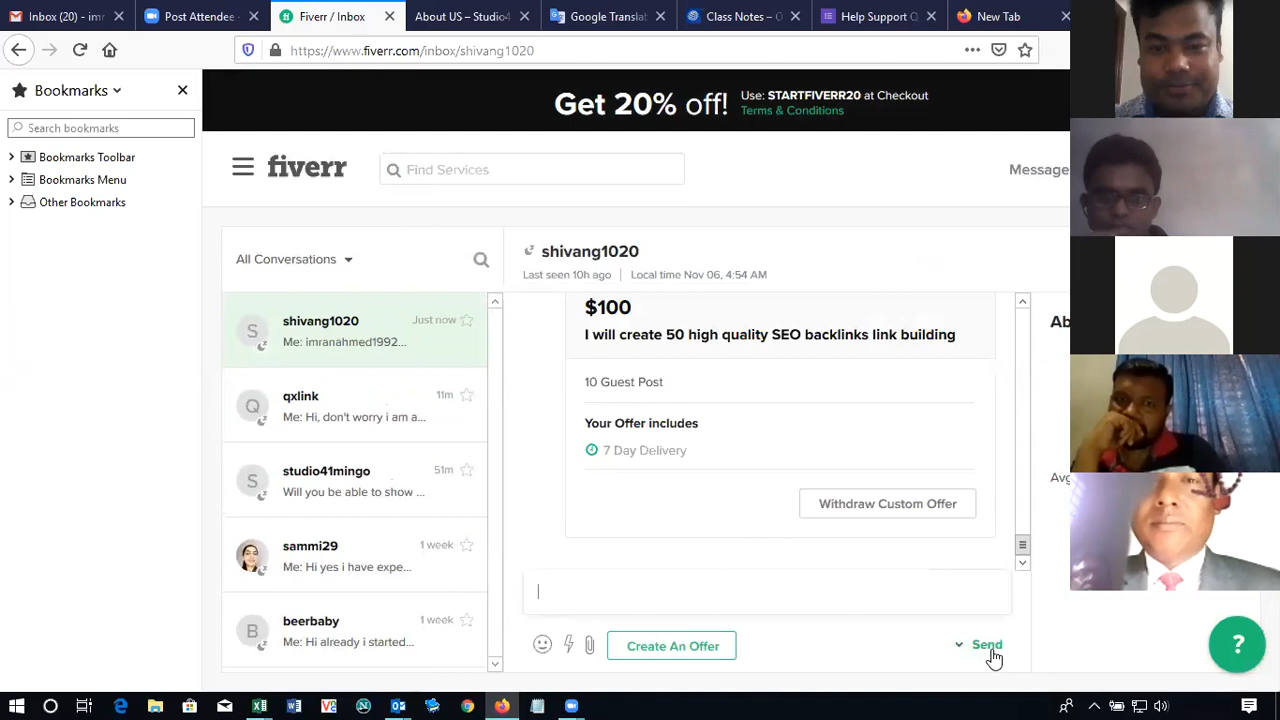 Inbox (20) - imr
Post Attendee -
Fiverr / Inbox
About US – Studio4
Google Translat
Class Notes – O
Help Support Q
New Tab
https://www.fiverr.com/inbox/shivang1020
Bookmarks
Search bookmarks
Bookmarks Toolbar
Bookmarks Menu
Other Bookmarks
Get 20% off!
Use: STARTFIVERR20 at Checkout
Terms & Conditions
fiverr
Find Services
Message
All Conversations
shivang1020
Last seen 10h ago
Local time Nov 06, 4:54 AM
shivang1020
Just now
Me: imranahmed1992...
qxlink
11m
Me: Hi, don't worry i am a...
studio41mingo
51m
Will you be able to show ...
sammi29
1 week
Me: Hi yes i have expe...
beerbaby
1 week
Me: Hi already i started...
$100
I will create 50 high quality SEO backlinks link building
10 Guest Post
Your Offer includes
7 Day Delivery
Withdraw Custom Offer
Ab
Avg
Create An Offer
Send
?